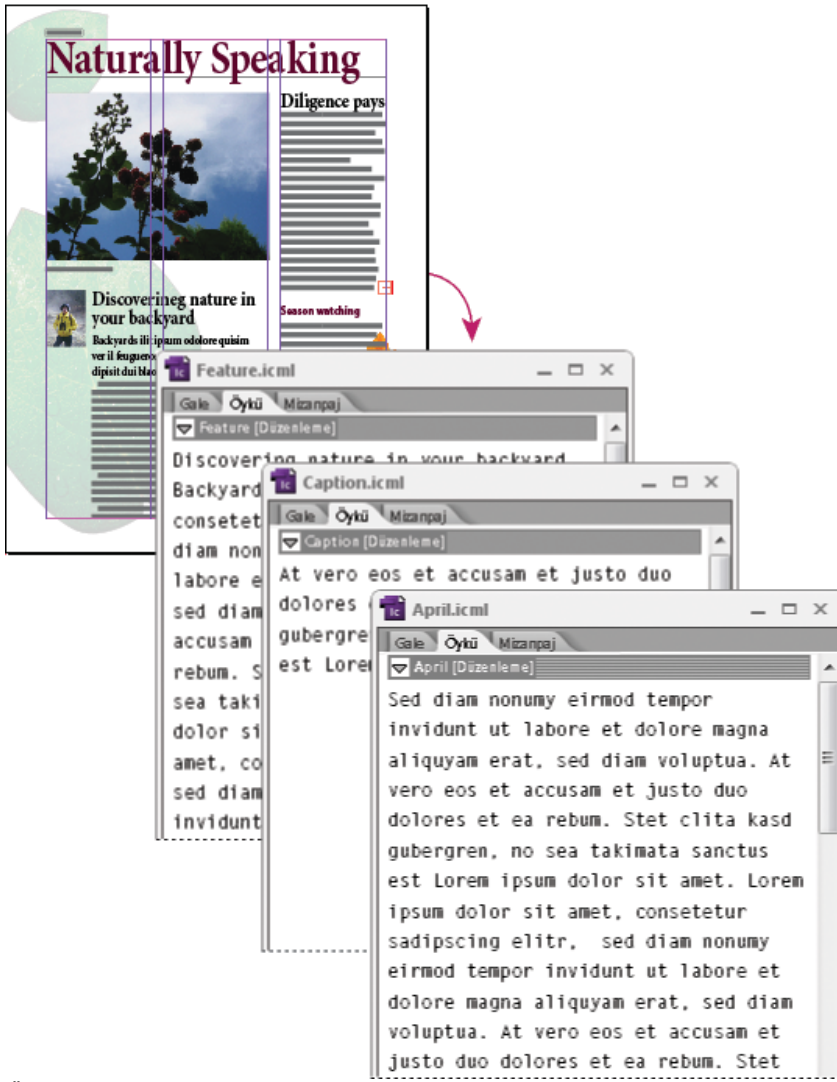 Naturally Speaking
Diligence pays
Season watching
Discoverineg nature in
your backyard
Backyards ilit ipsum odolore quisim
ver il feugueros
dipisit dui blao
Feature.icml
Gale Öykü Mizanpaj
Feature [Düzenleme]
Discovering nature in your backyard
Backyard
consetet
diam non
labore e
sed diam
accusam
rebum. S
sea taki
dolor si
amet, co
sed diam
invidunt
Caption.icml
Gale Öykü Mizanpaj
Caption [Düzenleme]
At vero eos et accusam et justo duo
dolores
gubergre
est Lorem
April.icml
Gale Öykü Mizanpaj
April [Düzenleme]
Sed diam nonumy eirmod tempor
invidunt ut labore et dolore magna
aliquyam erat, sed diam voluptua. At
vero eos et accusam et justo duo
dolores et ea rebum. Stet clita kasd
gubergren, no sea takimata sanctus
est Lorem ipsum dolor sit amet. Lorem
ipsum dolor sit amet, consetetur
sadipscing elitr, sed diam nonumy
eirmod tempor invidunt ut labore et
dolore magna aliquyam erat, sed diam
voluptua. At vero eos et accusam et
justo duo dolores et ea rebum. Stet